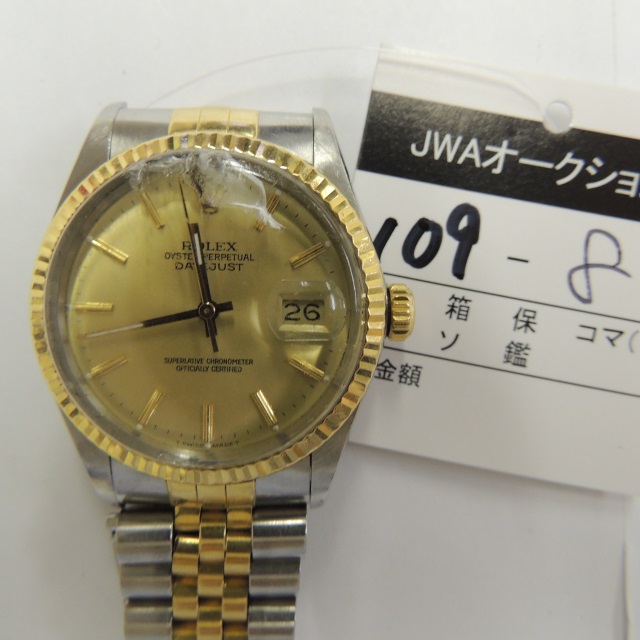 ROLEX
OYSTER PERPETUAL
DATEJUST
26
SUPERLATIVE CHRONOMETER
OFFICIALLY CERTIFIED
JWAオークショ
109 - 8
箱 保 コマ(
ソ 鑑
金額